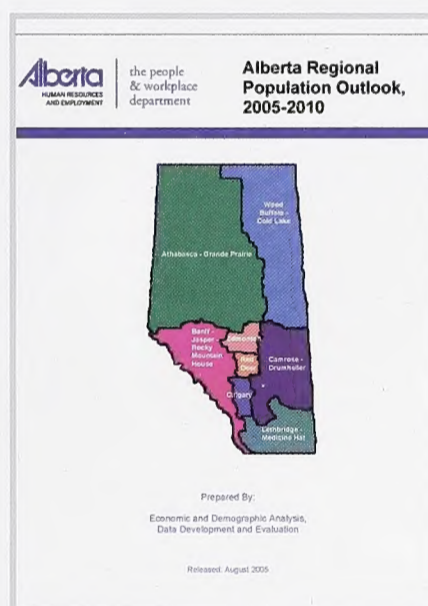 Alberta
HUMAN RESOURCES
AND EMPLOYMENT
the people
& workplace
department
Alberta Regional
Population Outlook,
2005-2010
Wood
Buffalo -
Cold Lake
Athabasca - Grande Prairie
Banff -
Jasper -
Rocky
Mountain
House
Edmonton
Red
Deer
Camrose -
Drumheller
Calgary
Lethbridge -
Medicine Hat
Prepared By:
Economic and Demographic Analysis,
Data Development and Evaluation
Released: August 2005